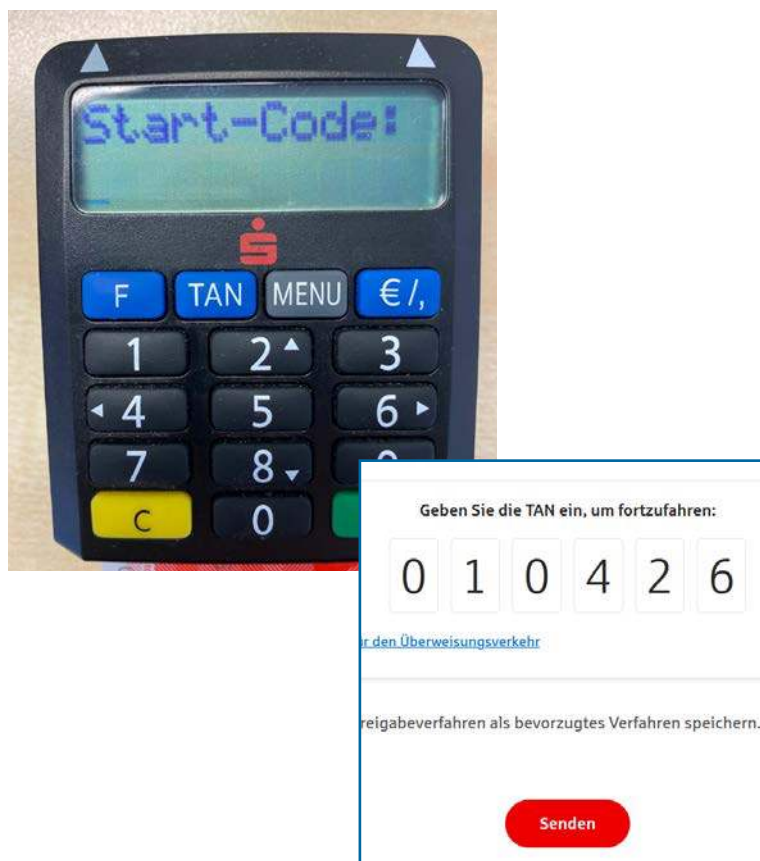 Start-Code:
F TAN MENU € /,
1 2 3
4 5 6
7 8
C 0
Geben Sie die TAN ein, um fortzufahren:
0 1 0 4 2 6
r den Überweisungsverkehr
reigabeverfahren als bevorzugtes Verfahren speichern.
Senden